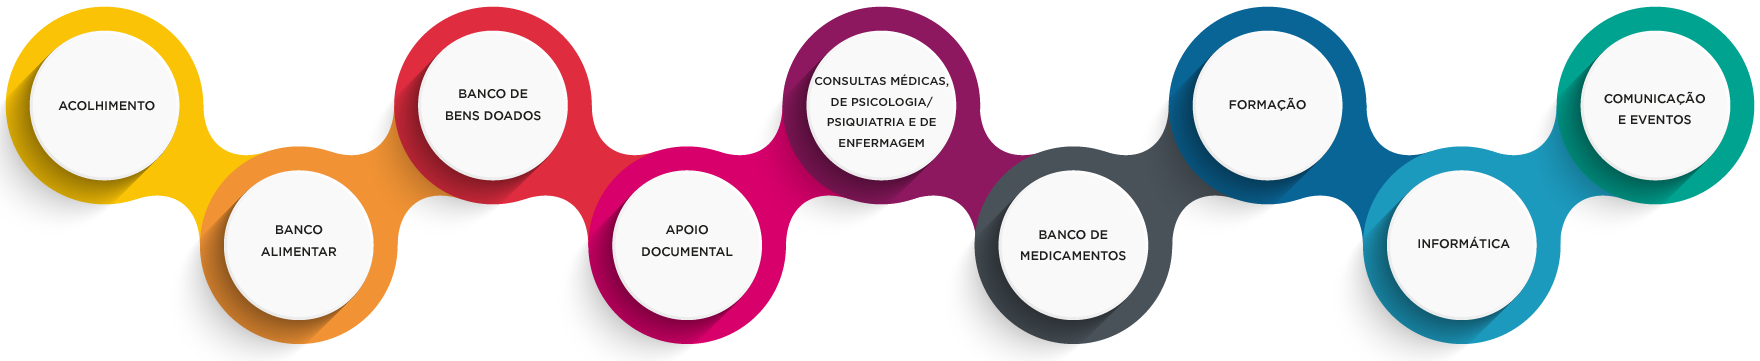 ACOLHIMENTO
BANCO
ALIMENTAR
BANCO DE
BENS DOADOS
APOIO
DOCUMENTAL
CONSULTAS MÉDICAS,
DE PSICOLOGIA/
PSIQUIATRIA E DE
ENFERMAGEM
BANCO DE
MEDICAMENTOS
FORMAÇÃO
INFORMÁTICA
COMUNICAÇÃO
E EVENTOS